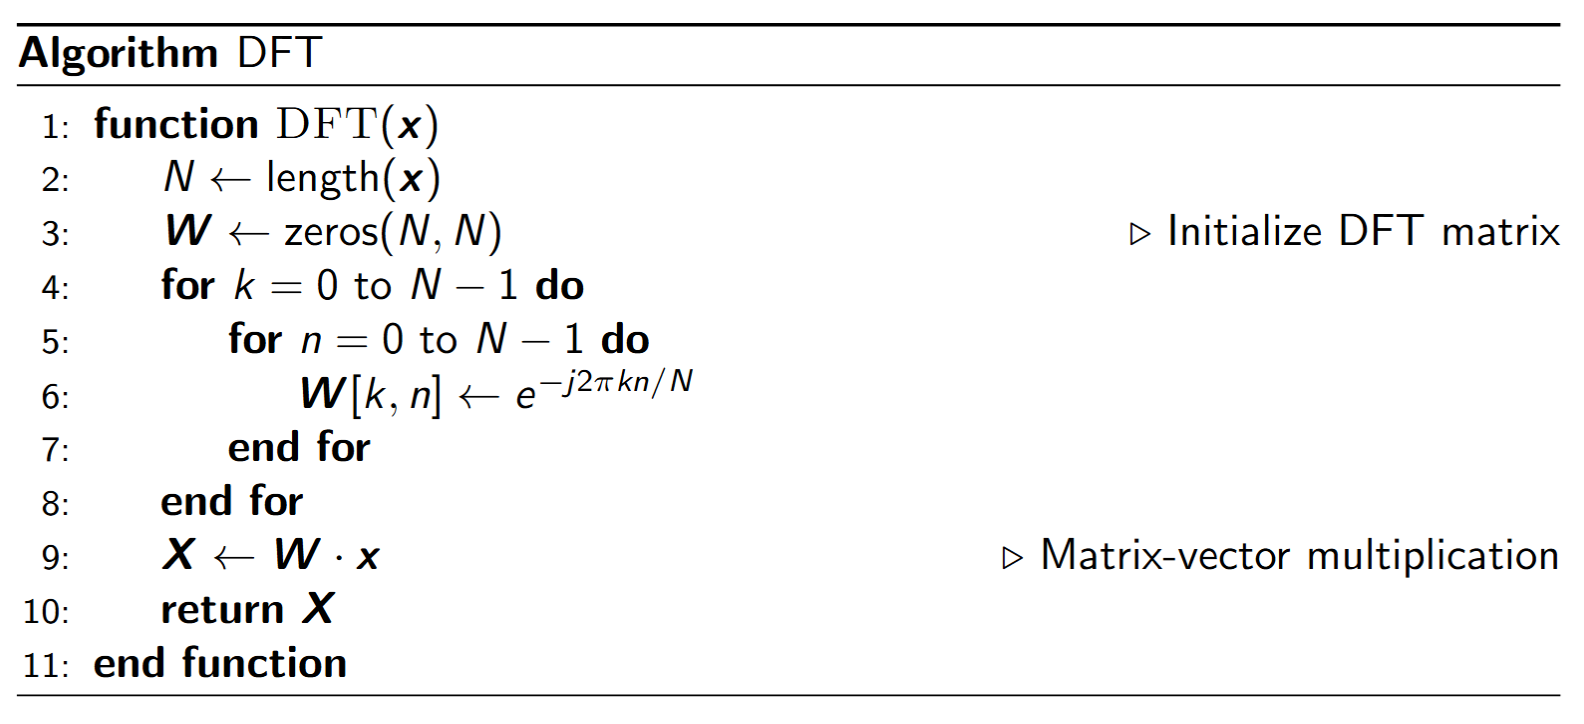 Algorithm DFT
1: function DFT(x)
2: N ← length(x)
3: W ← zeros(N, N) ▷ Initialize DFT matrix
4: for k = 0 to N − 1 do
5: for n = 0 to N − 1 do
6: W[k, n] ← e^{−j2πkn/N}
7: end for
8: end for
9: X ← W · x ▷ Matrix-vector multiplication
10: return X
11: end function